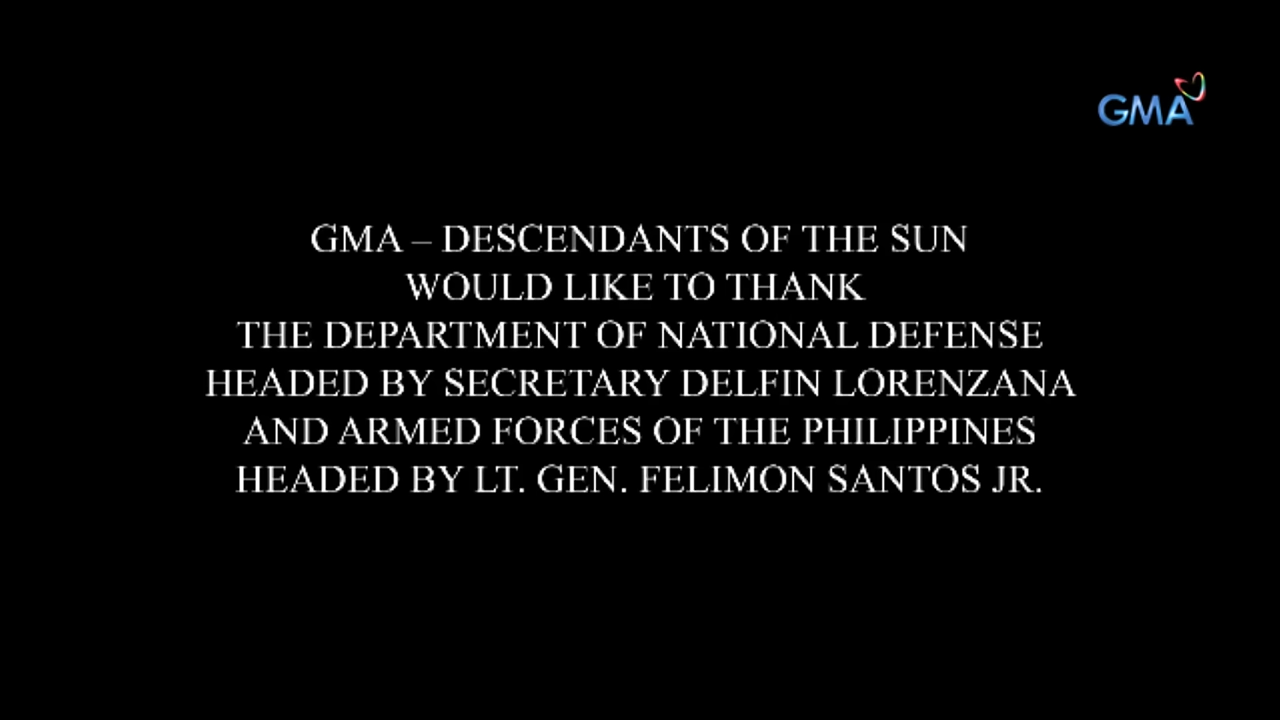 GMA
GMA – DESCENDANTS OF THE SUN
WOULD LIKE TO THANK
THE DEPARTMENT OF NATIONAL DEFENSE
HEADED BY SECRETARY DELFIN LORENZANA
AND ARMED FORCES OF THE PHILIPPINES
HEADED BY LT. GEN. FELIMON SANTOS JR.